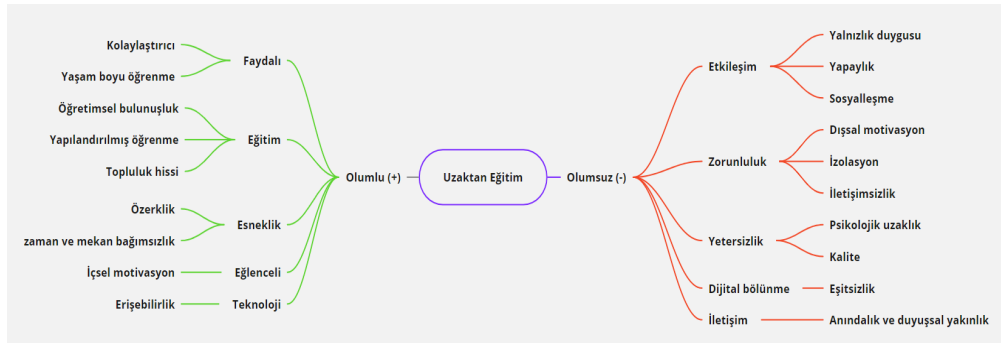 Kolaylaştırıcı
Yaşam boyu öğrenme
Faydalı
Öğretimsel bulunuşluk
Yapılandırılmış öğrenme
Topluluk hissi
Eğitim
Özerklik
zaman ve mekan bağımsızlık
Esneklik
İçsel motivasyon
Eğlenceli
Erişebilirlik
Teknoloji
Olumlu (+)
Uzaktan Eğitim
Olumsuz (-)
Etkileşim
Yalnızlık duygusu
Yapaylık
Sosyalleşme
Zorunluluk
Dışsal motivasyon
İzolasyon
İletişimsizlik
Yetersizlik
Psikolojik uzaklık
Kalite
Dijital bölünme
Eşitsizlik
İletişim
Anındalık ve duyuşsal yakınlık